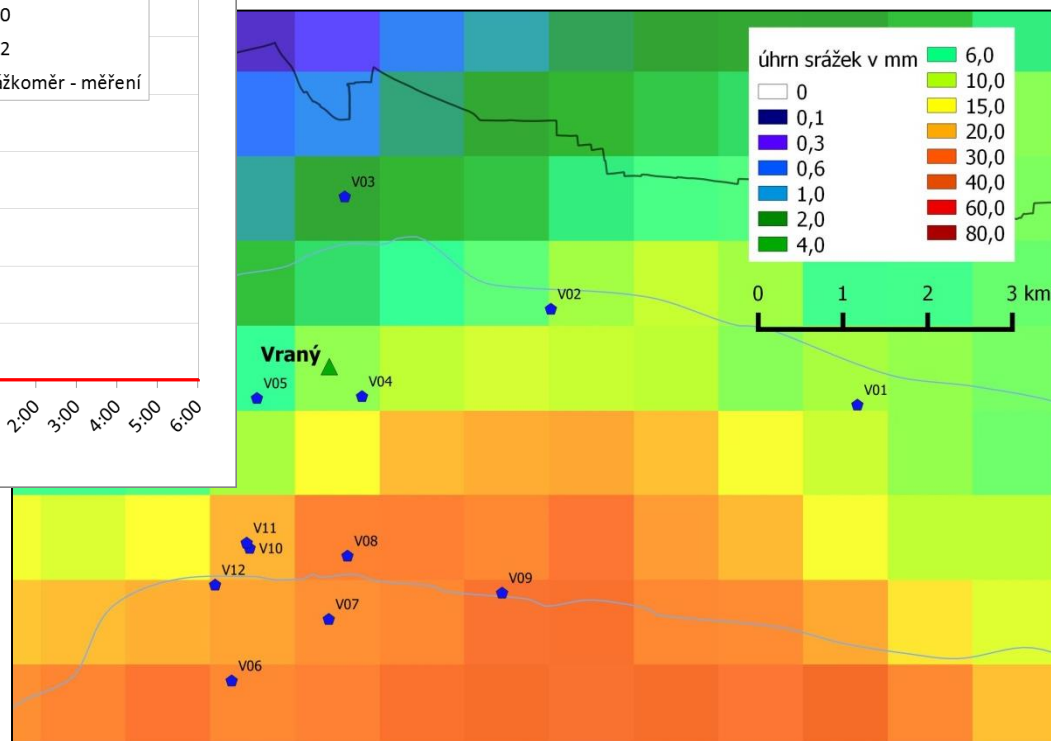 0
2
ážkoměr - měření
2:00
3:00
4:00
5:00
6:00
úhrn srážek v mm
0
0,1
0,3
0,6
1,0
2,0
4,0
6,0
10,0
15,0
20,0
30,0
40,0
60,0
80,0
0 1 2 3 km
V03
V02
Vraný
V05
V04
V01
V11
V10
V08
V12
V09
V07
V06